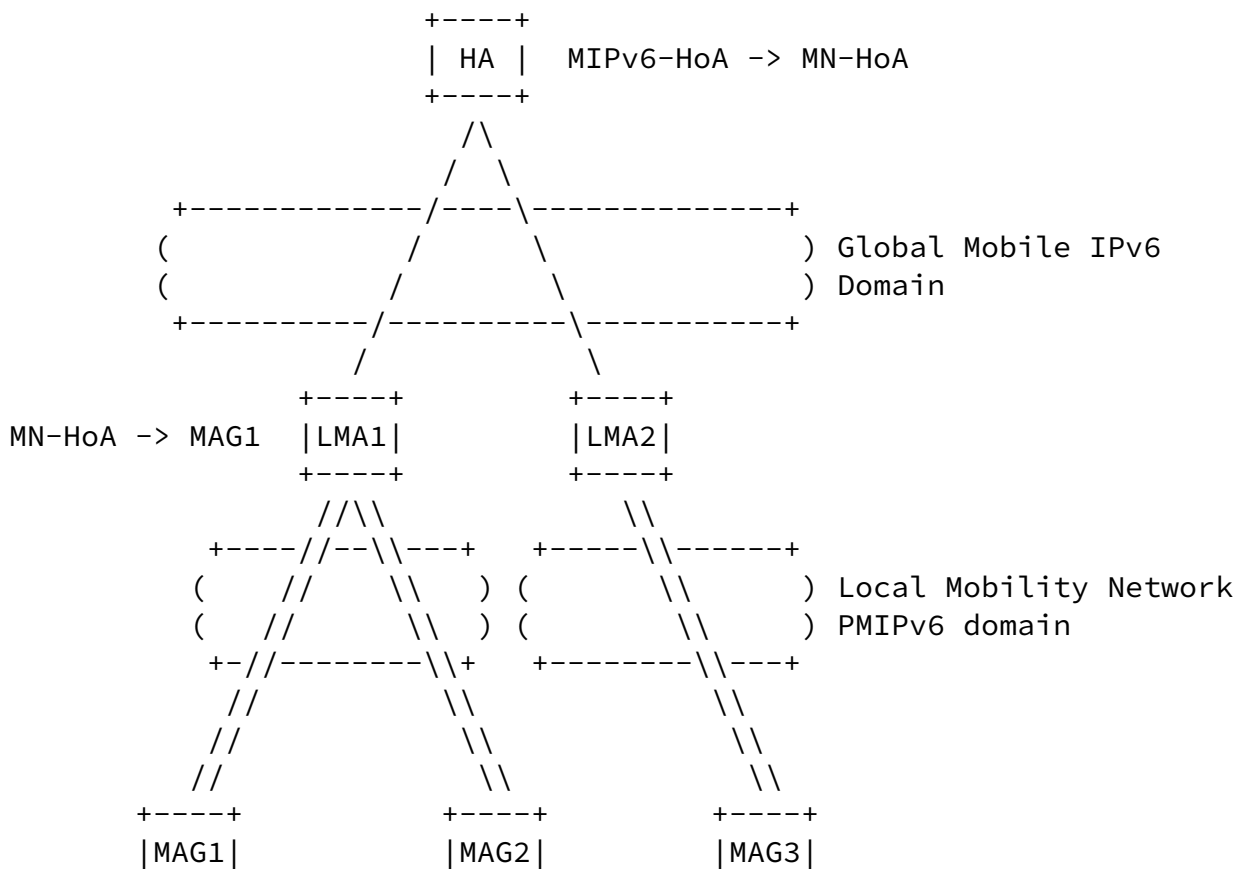 +----+
| HA |  MIPv6-HoA -> MN-HoA
+----+
/\
/  \
+-------------/----\--------------+
(             /      \             ) Global Mobile IPv6
(            /        \            ) Domain
+----------/----------\-----------+
/            \
+----+         +----+
MN-HoA -> MAG1  |LMA1|         |LMA2|
+----+         +----+
//\\             \\
+----//--\\---+   +-----\\------+
(    //    \\   ) (       \\     ) Local Mobility Network
(   //      \\  ) (        \\    ) PMIPv6 domain
+-//--------\\+   +--------\\---+
//          \\              \\
//            \\              \\
//              \\             \\
+----+           +----+         +----+
|MAG1|           |MAG2|         |MAG3|